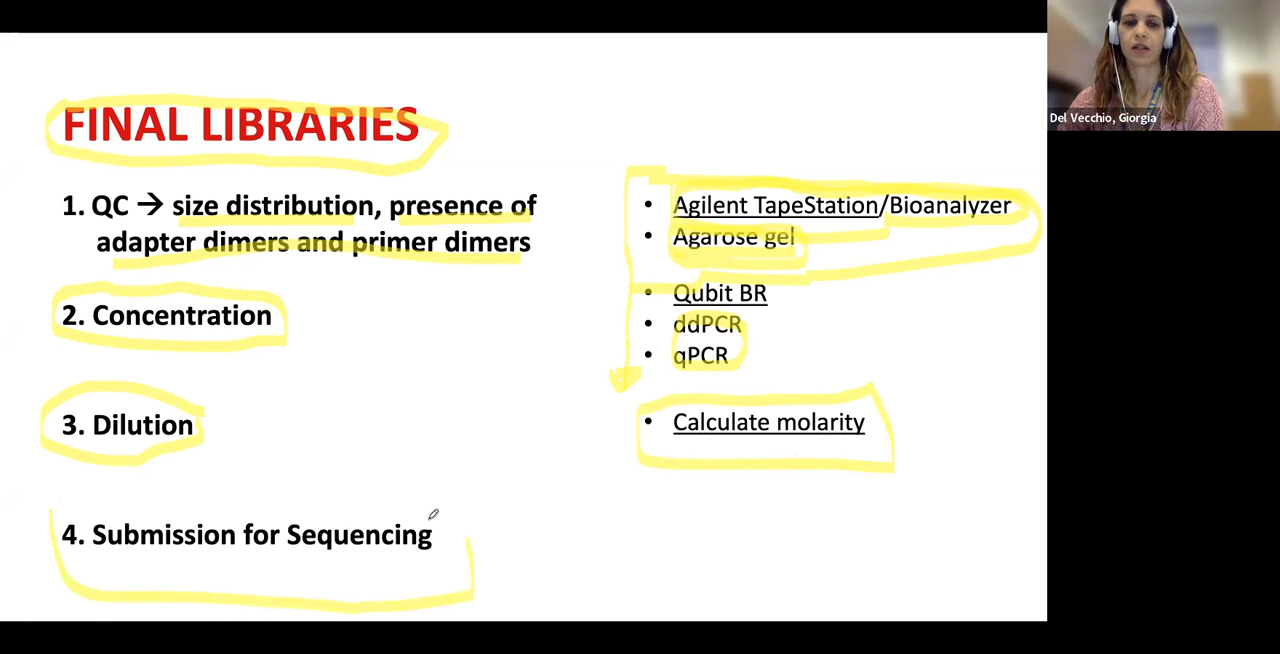 FINAL LIBRARIES
1. QC → size distribution, presence of
adapter dimers and primer dimers
2. Concentration
3. Dilution
4. Submission for Sequencing
• Agilent TapeStation/Bioanalyzer
• Agarose gel
• Qubit BR
• ddPCR
• qPCR
• Calculate molarity
Del Vecchio, Giorgia